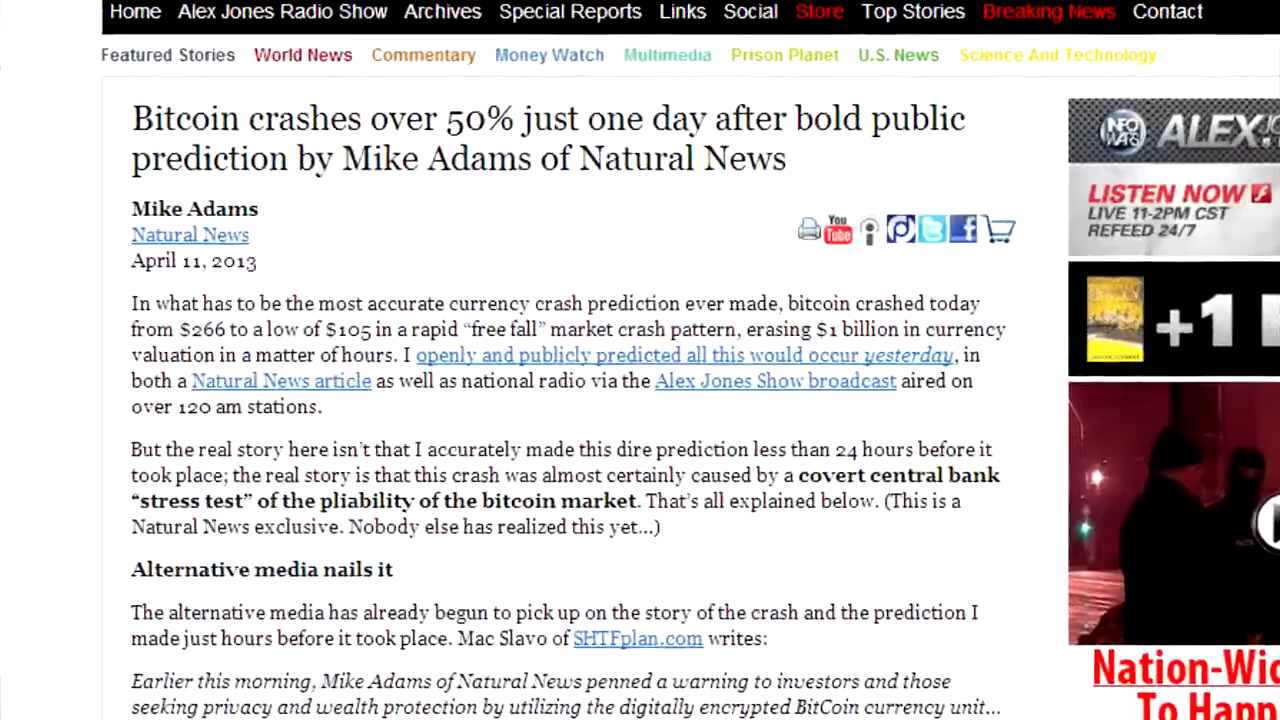 Home Alex Jones Radio Show Archives Special Reports Links Social Store Top Stories Breaking News Contact
Featured Stories World News Commentary Money Watch Multimedia Prison Planet U.S. News Science And Technology
Bitcoin crashes over 50% just one day after bold public
prediction by Mike Adams of Natural News
Mike Adams
Natural News
April 11, 2013
You
Tube
In what has to be the most accurate currency crash prediction ever made, bitcoin crashed today
from $266 to a low of $105 in a rapid “free fall” market crash pattern, erasing $1 billion in currency
valuation in a matter of hours. I openly and publicly predicted all this would occur yesterday, in
both a Natural News article as well as national radio via the Alex Jones Show broadcast aired on
over 120 am stations.
But the real story here isn’t that I accurately made this dire prediction less than 24 hours before it
took place; the real story is that this crash was almost certainly caused by a covert central bank
“stress test” of the pliability of the bitcoin market. That’s all explained below. (This is a
Natural News exclusive. Nobody else has realized this yet…)
Alternative media nails it
The alternative media has already begun to pick up on the story of the crash and the prediction I
made just hours before it took place. Mac Slavo of SHTFplan.com writes:
Earlier this morning, Mike Adams of Natural News penned a warning to investors and those
seeking privacy and wealth protection by utilizing the digitally encrypted BitCoin currency unit…
INFO
WARS
ALEX
LISTEN NOW
LIVE 11-2PM CST
REFEED 24/7
+1
Nation-Wi
To Happ